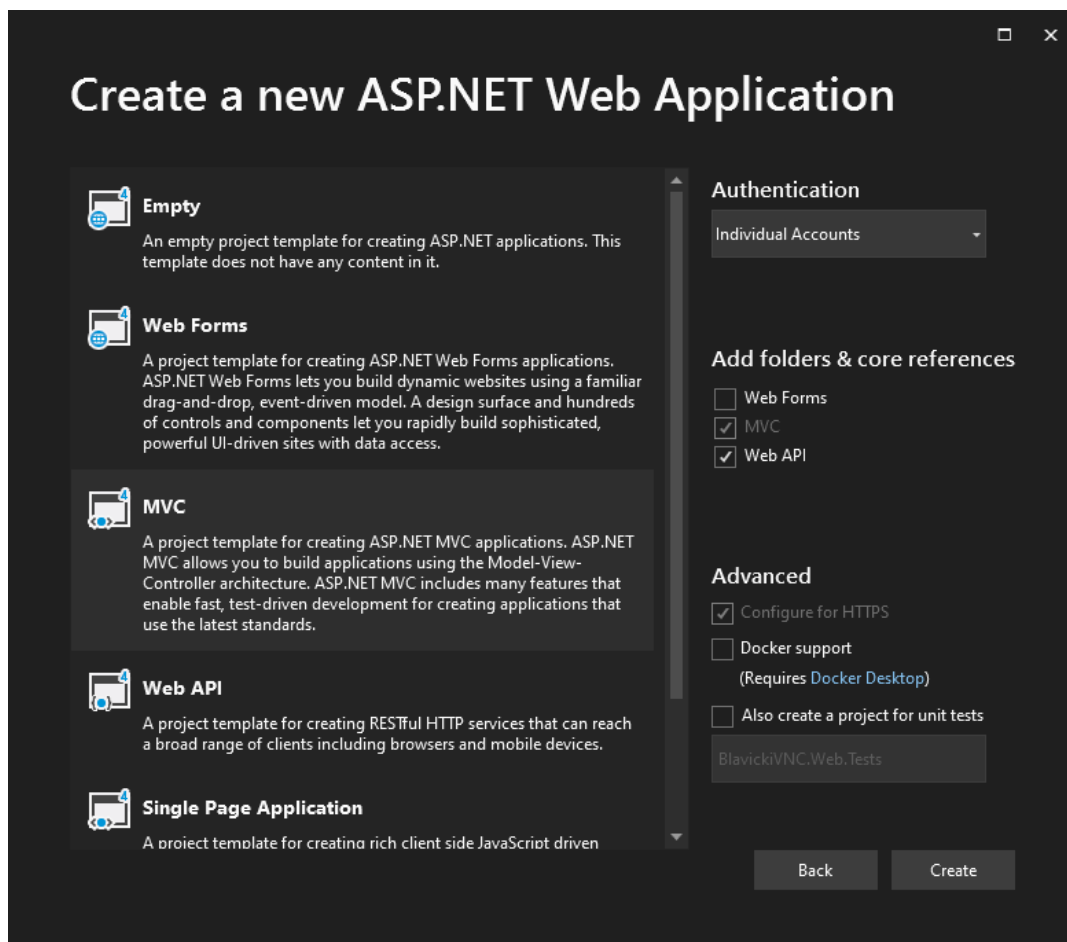 Create a new ASP.NET Web Application
Empty
An empty project template for creating ASP.NET applications. This
template does not have any content in it.
Web Forms
A project template for creating ASP.NET Web Forms applications.
ASP.NET Web Forms lets you build dynamic websites using a familiar
drag-and-drop, event-driven model. A design surface and hundreds
of controls and components let you rapidly build sophisticated,
powerful UI-driven sites with data access.
MVC
A project template for creating ASP.NET MVC applications. ASP.NET
MVC allows you to build applications using the Model-View-
Controller architecture. ASP.NET MVC includes many features that
enable fast, test-driven development for creating applications that
use the latest standards.
Web API
A project template for creating RESTful HTTP services that can reach
a broad range of clients including browsers and mobile devices.
Single Page Application
A project template for creating rich client side JavaScript driven
Authentication
Individual Accounts
Add folders & core references
Web Forms
MVC
Web API
Advanced
Configure for HTTPS
Docker support
(Requires Docker Desktop)
Also create a project for unit tests
BlavickiVNC.Web.Tests
Back
Create